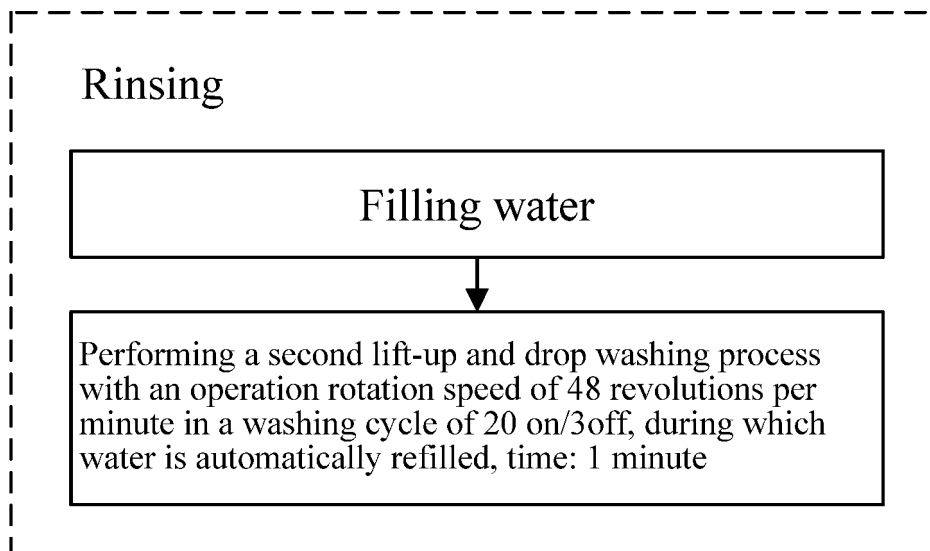 Rinsing
Filling water
Performing a second lift-up and drop washing process
with an operation rotation speed of 48 revolutions per
minute in a washing cycle of 20 on/3off, during which
water is automatically refilled, time: 1 minute